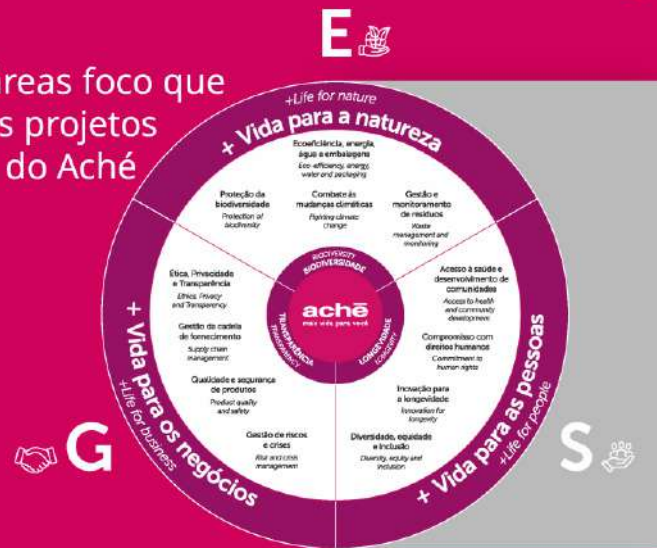 E
reas foco que
s projetos
do Aché
+Life for nature
+ Vida para a natureza
Ecoeficiência, energia,
água e embalagens
Eco-efficiency, energy,
water and packaging
Proteção da
biodiversidade
Protection of
biodiversity
Combate às
mudanças climáticas
Fighting climate
change
Gestão e
monitoramento
de resíduos
Waste
management and
monitoring
BIODIVERSITY
BIODIVERSIDADE
aché
mais vida para você
TRANSPARÊNCIA
TRANSPARENCY
LONGEVIDADE
LONGEVITY
Ética, Privacidade
e Transparência
Ethics, Privacy
and Transparency
Gestão da cadeia
de fornecimento
Supply chain
management
Qualidade e segurança
de produtos
Product quality
and safety
Gestão de riscos
e crises
Risk and crisis
management
+ Vida para os negócios
+Life for business
G
Acesso à saúde e
desenvolvimento de
comunidades
Access to health
and community
development
Compromisso com
direitos humanos
Commitment to
human rights
Inovação para
a longevidade
Innovation for
longevity
Diversidade, equidade
e Inclusão
Diversity, equity and
inclusion
+ Vida para as pessoas
+Life for people
S